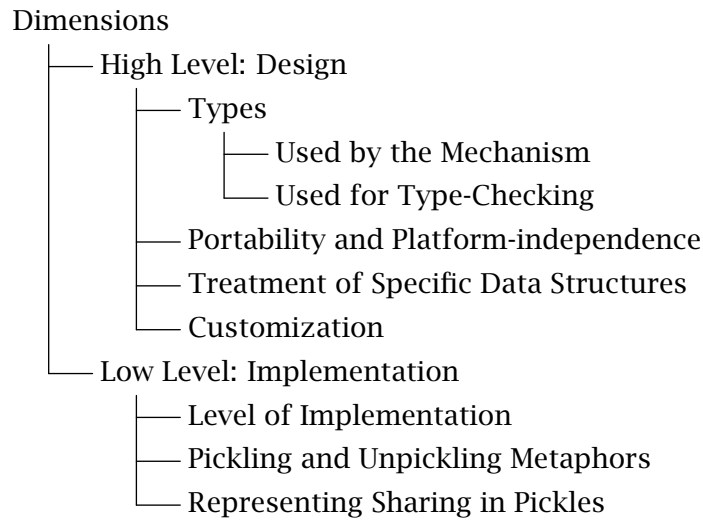 Dimensions
High Level: Design
Types
Used by the Mechanism
Used for Type-Checking
Portability and Platform-independence
Treatment of Specific Data Structures
Customization
Low Level: Implementation
Level of Implementation
Pickling and Unpickling Metaphors
Representing Sharing in Pickles